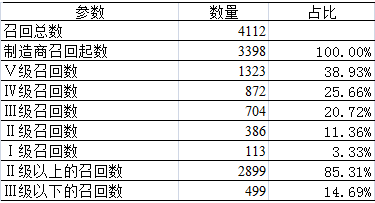 参数 数量 占比
召回总数 4112
制造商召回起数 3398 100.00%
Ⅴ级召回数 1323 38.93%
Ⅳ级召回数 872 25.66%
Ⅲ级召回数 704 20.72%
Ⅱ级召回数 386 11.36%
Ⅰ级召回数 113 3.33%
Ⅱ级以上的召回数 2899 85.31%
Ⅲ级以下的召回数 499 14.69%